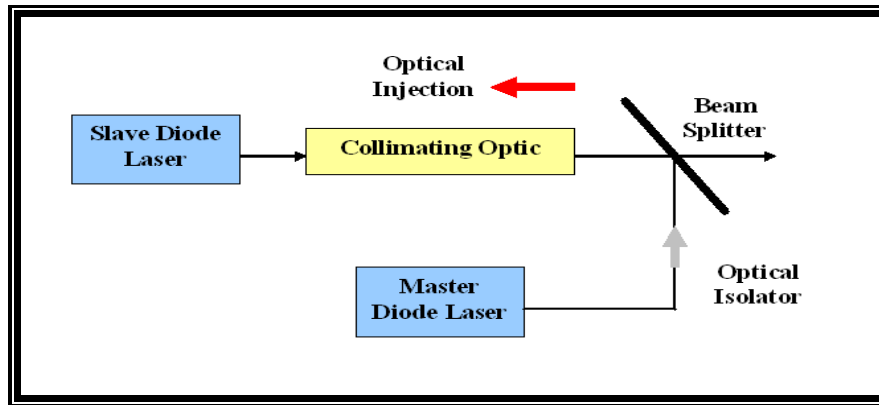 Optical
Injection
Beam
Splitter
Slave Diode
Laser
Collimating Optic
Master
Diode Laser
Optical
Isolator